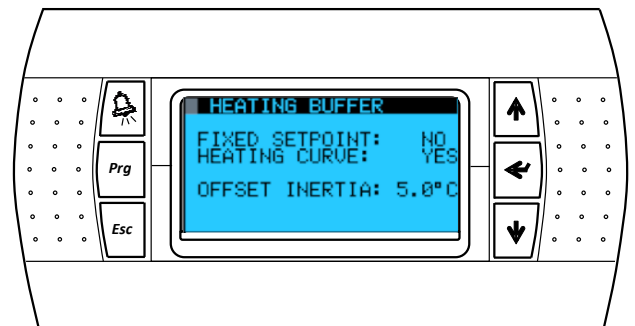 HEATING BUFFER
FIXED SETPOINT: NO
HEATING CURVE: YES
OFFSET INERTIA: 5.0°C
Prg
Esc